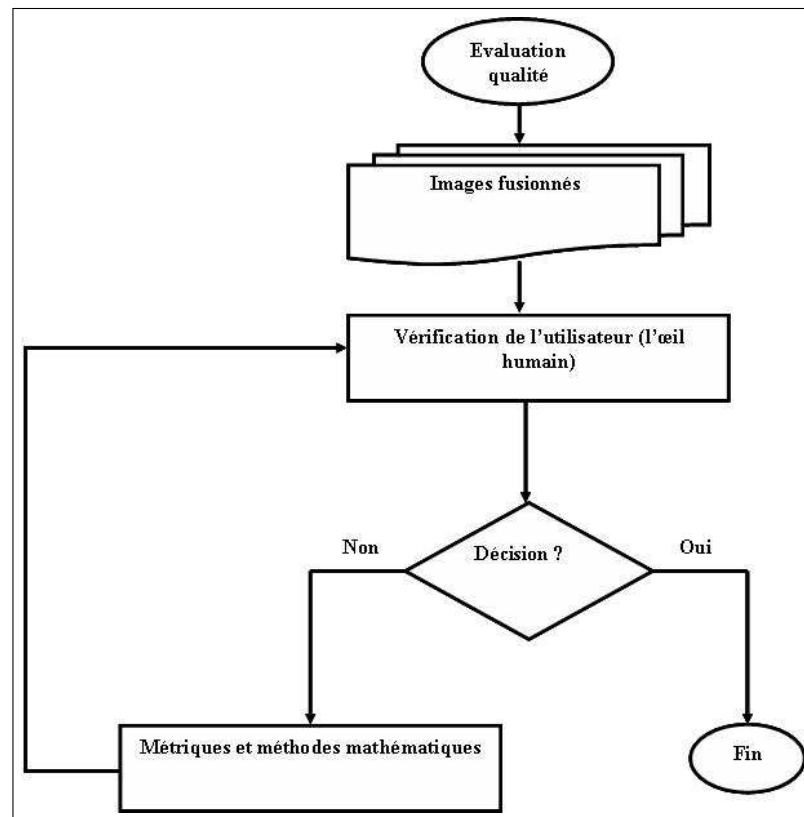 Evaluation
qualité
Images fusionnés
Vérification de l'utilisateur (l'œil
humain)
Non
Décision ?
Oui
Métriques et méthodes mathématiques
Fin